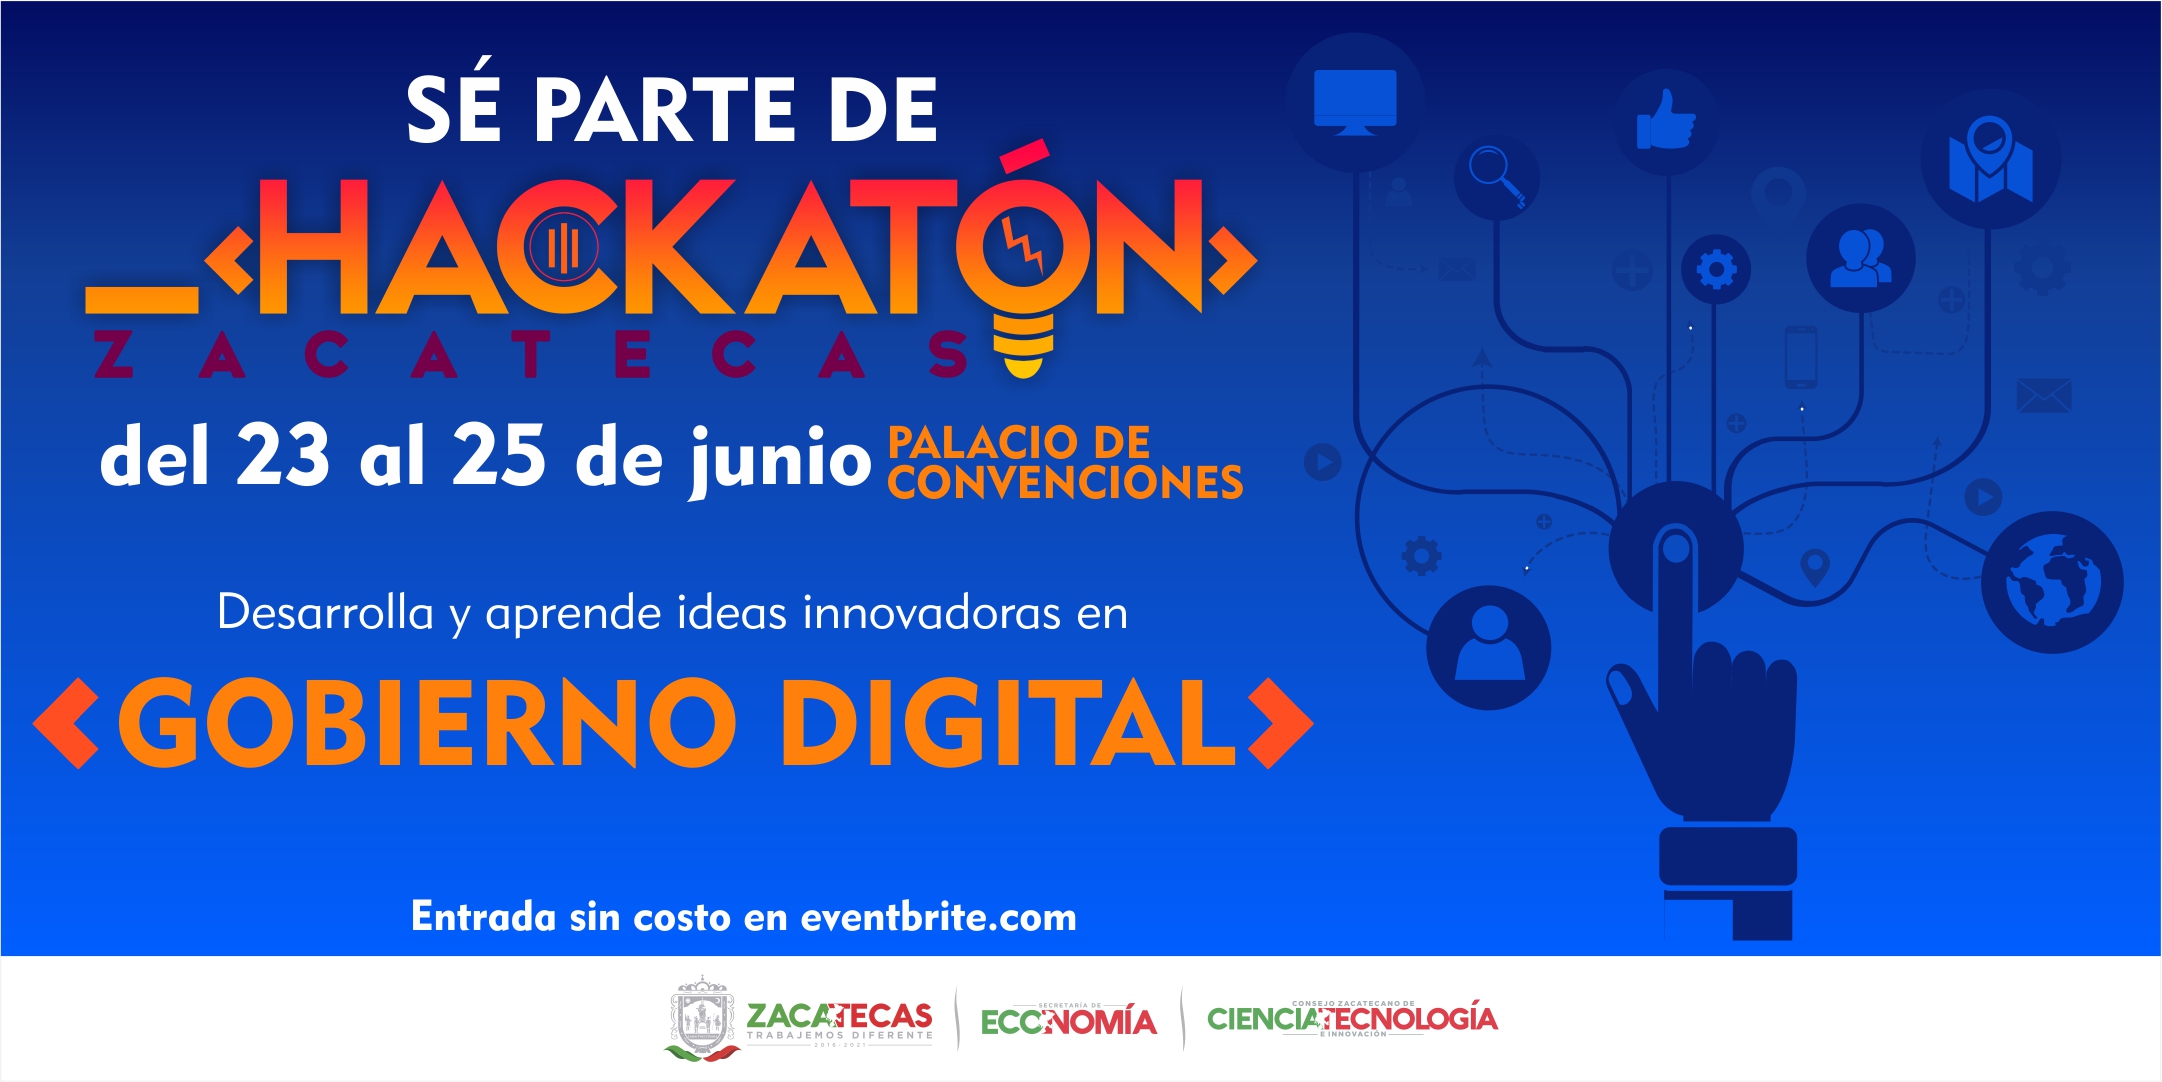 SÉ PARTE DE
_<HACKATÓN>
ZACATECAS
del 23 al 25 de junio
PALACIO DE
CONVENCIONES
Desarrolla y aprende ideas innovadoras en
<GOBIERNO DIGITAL>
Entrada sin costo en eventbrite.com
ZACATECAS
TRABAJEMOS DIFERENTE
2016-2021
SECRETARÍA DE
ECONOMÍA
CONSEJO ZACATECANO DE
CIENCIA TECNOLOGÍA
E INNOVACIÓN